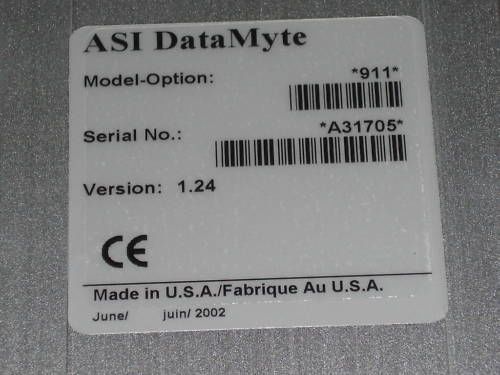 ASI DataMyte
Model-Option: *911*
Serial No.: *A31705*
Version: 1.24
CE
Made in U.S.A./Fabrique Au U.S.A.
June/ juin/ 2002